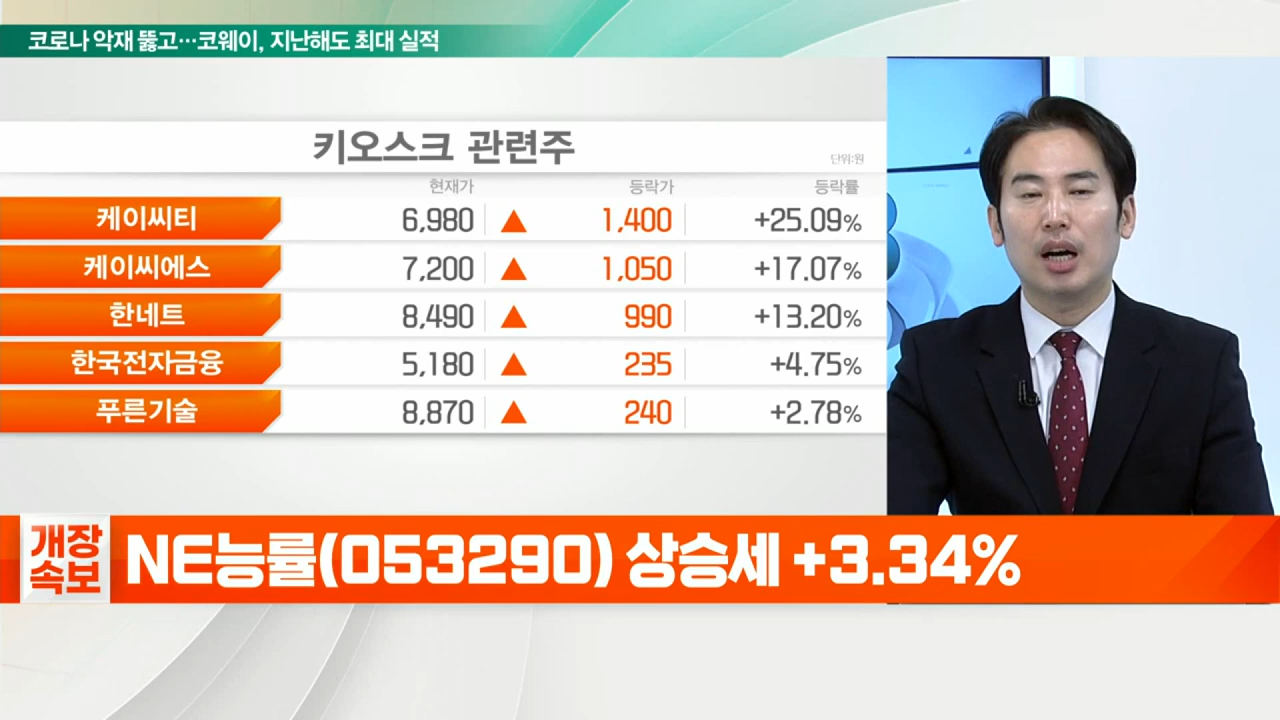 코로나 악재 뚫고…코웨이, 지난해도 최대 실적
키오스크 관련주
단위:원
현재가 등락가 등락률
케이씨티 6,980 ▲ 1,400 +25.09%
케이씨에스 7,200 ▲ 1,050 +17.07%
한네트 8,490 ▲ 990 +13.20%
한국전자금융 5,180 ▲ 235 +4.75%
푸른기술 8,870 ▲ 240 +2.78%
개장
속보
NE능률(053290) 상승세 +3.34%